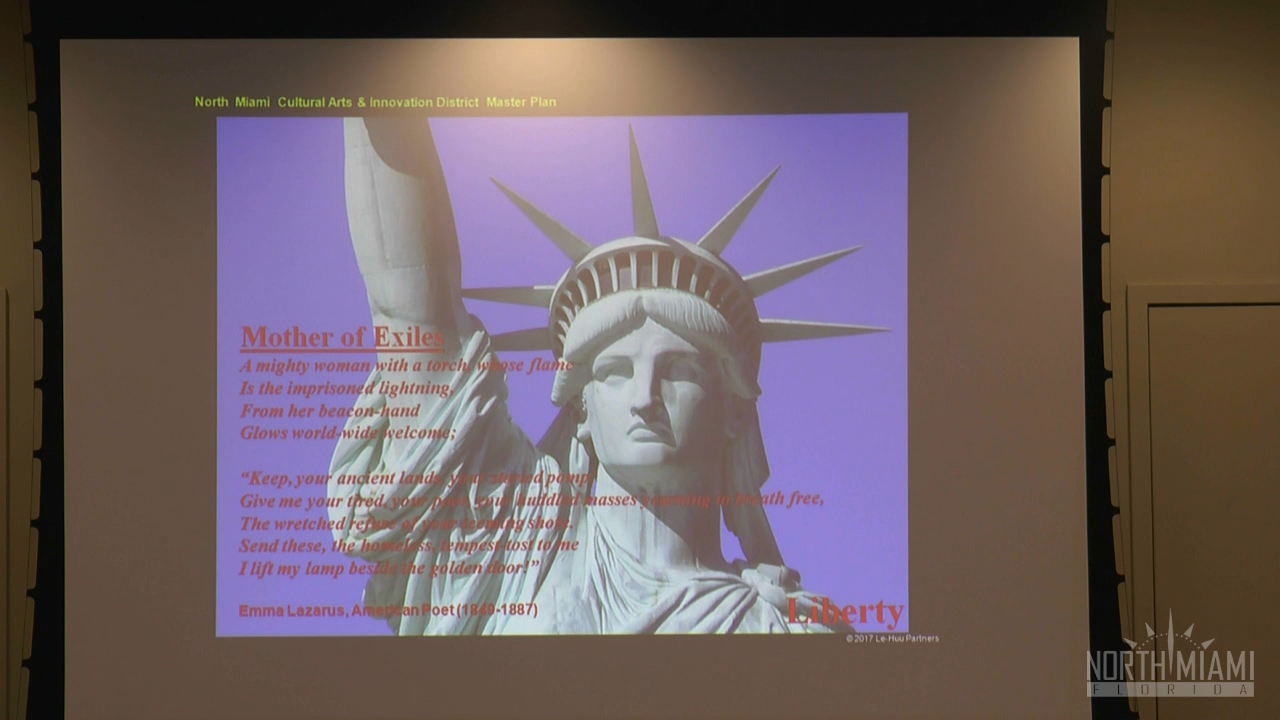 North Miami Cultural Arts & Innovation District Master Plan
Mother of Exiles
A mighty woman with a torch, whose flame
Is the imprisoned lightning,
From her beacon-hand
Glows world-wide welcome;
“Keep, your ancient lands, your storied pomp
Give me your tired, your poor, your huddled masses yearning to breath free,
The wretched refuse of your teeming shore.
Send these, the homeless, tempest-tost to me
I lift my lamp beside the golden door!”
Emma Lazarus, American Poet (1849-1887)
Liberty
© 2017 Le-Huu Partners
NORTH MIAMI
FLORIDA